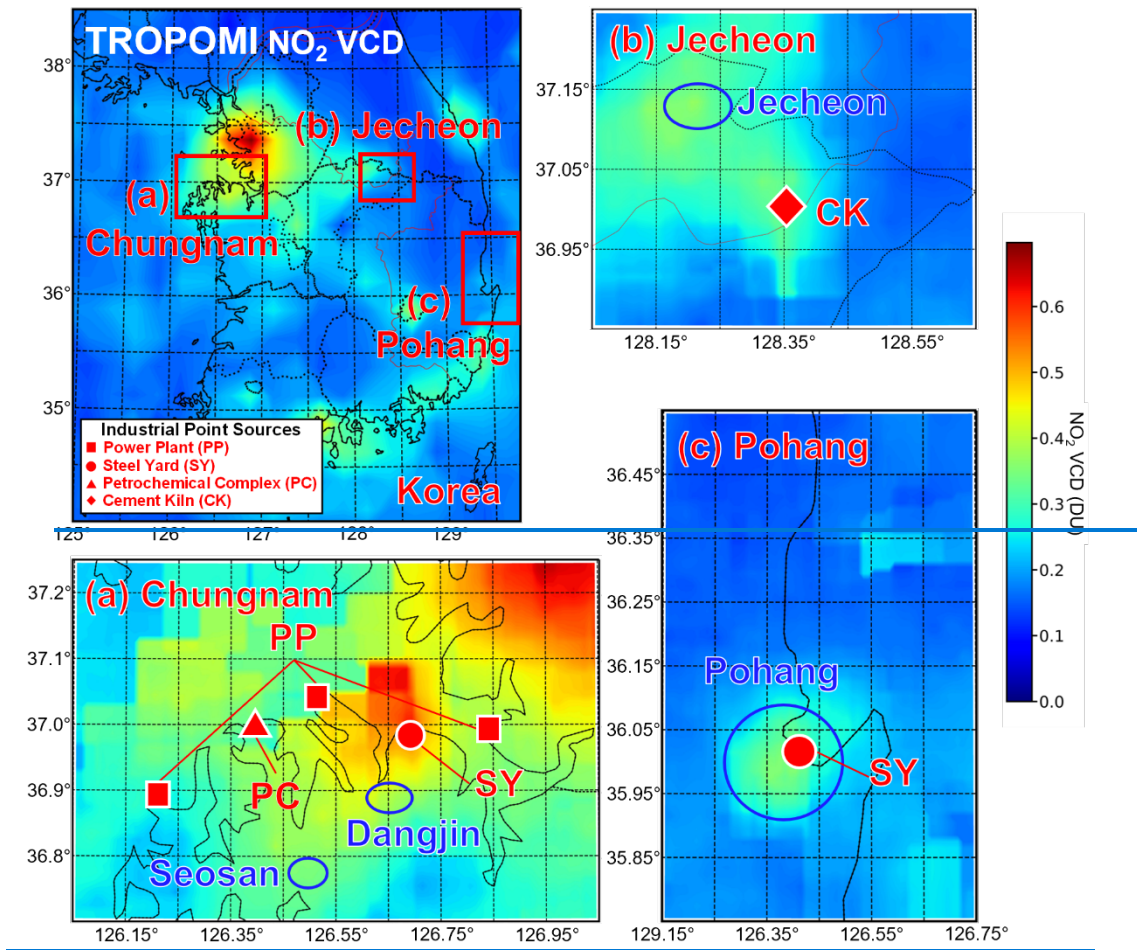 TROPOMI NO₂ VCD
38°
37°
36°
35°
(a)
Chungnam
(b) Jecheon
(c)
Pohang
Korea
Industrial Point Sources
Power Plant (PP)
Steel Yard (SY)
Petrochemical Complex (PC)
Cement Kiln (CK)
125° 126° 127° 128° 129°
(b) Jecheon
Jecheon
CK
37.15°
37.05°
36.95°
128.15° 128.35° 128.55°
0.6
0.5
0.4
0.3
0.2
0.1
0.0
NO₂ VCD (DU)
(a) Chungnam
PP
PC
SY
Dangjin
Seosan
37.2°
37.1°
37.0°
36.9°
36.8°
126.15° 126.35° 126.55° 126.75° 126.95°
(c) Pohang
Pohang
SY
36.45°
36.35°
36.25°
36.15°
36.05°
35.95°
35.85°
129.15° 126.35° 126.55° 126.75°